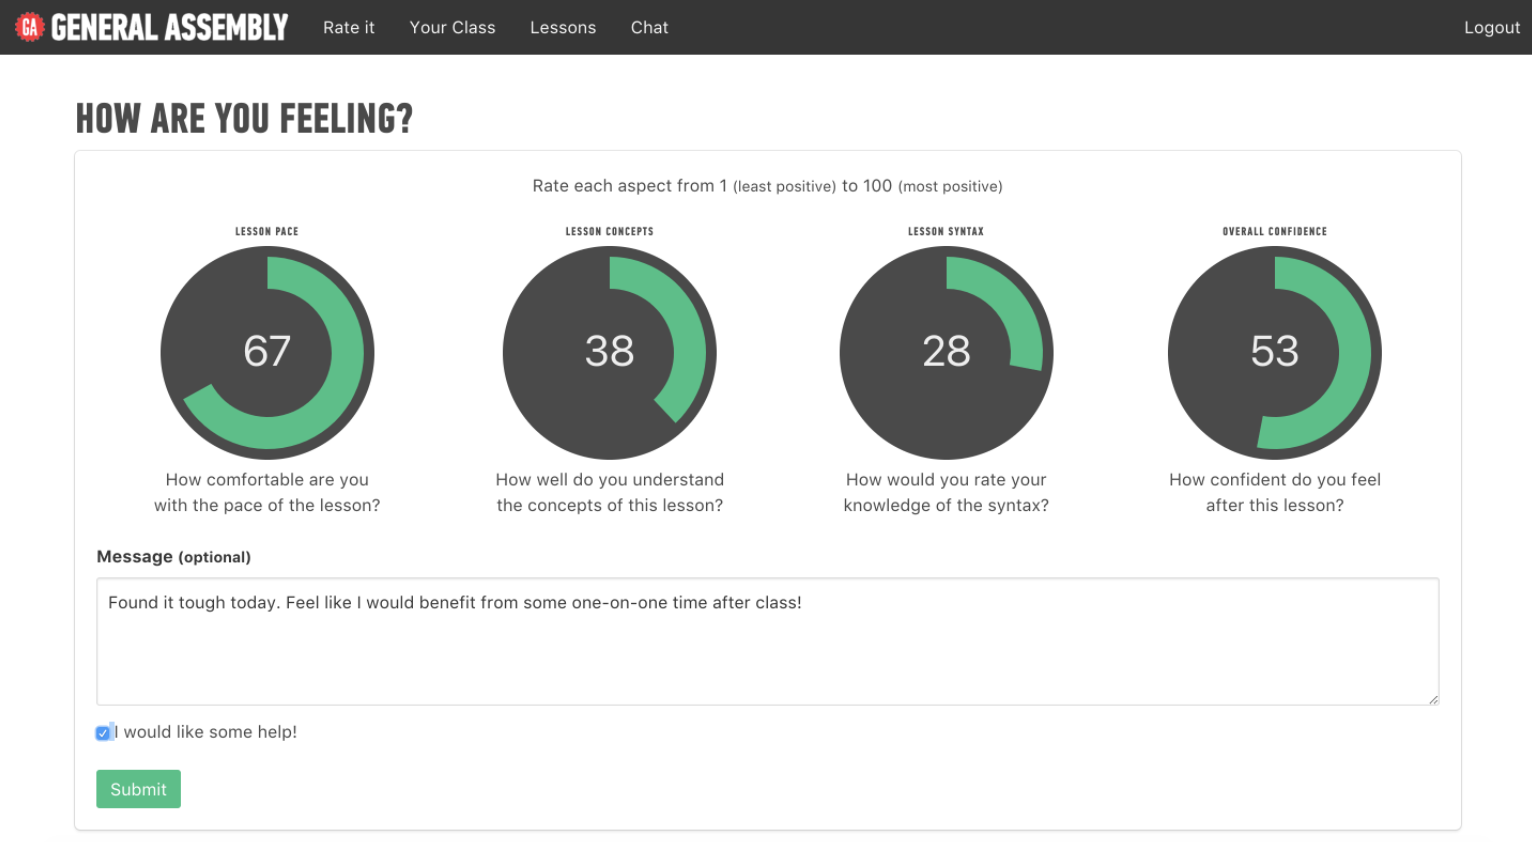 GA GENERAL ASSEMBLY Rate it Your Class Lessons Chat Logout
HOW ARE YOU FEELING?
Rate each aspect from 1 (least positive) to 100 (most positive)
LESSON PACE
67
How comfortable are you
with the pace of the lesson?
LESSON CONCEPTS
38
How well do you understand
the concepts of this lesson?
LESSON SYNTAX
28
How would you rate your
knowledge of the syntax?
OVERALL CONFIDENCE
53
How confident do you feel
after this lesson?
Message (optional)
Found it tough today. Feel like I would benefit from some one-on-one time after class!
I would like some help!
Submit